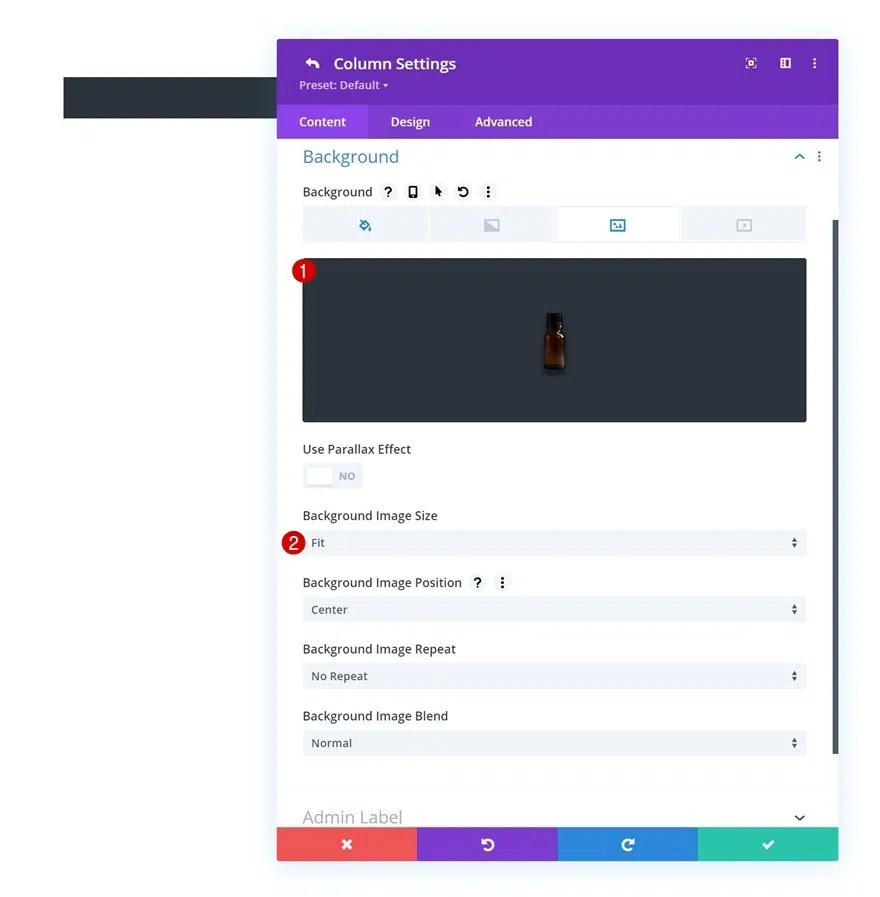 Column Settings
Preset: Default
Content Design Advanced
Background
Background ?
1
Use Parallax Effect
NO
Background Image Size
2 Fit
Background Image Position ?
Center
Background Image Repeat
No Repeat
Background Image Blend
Normal
Admin Label